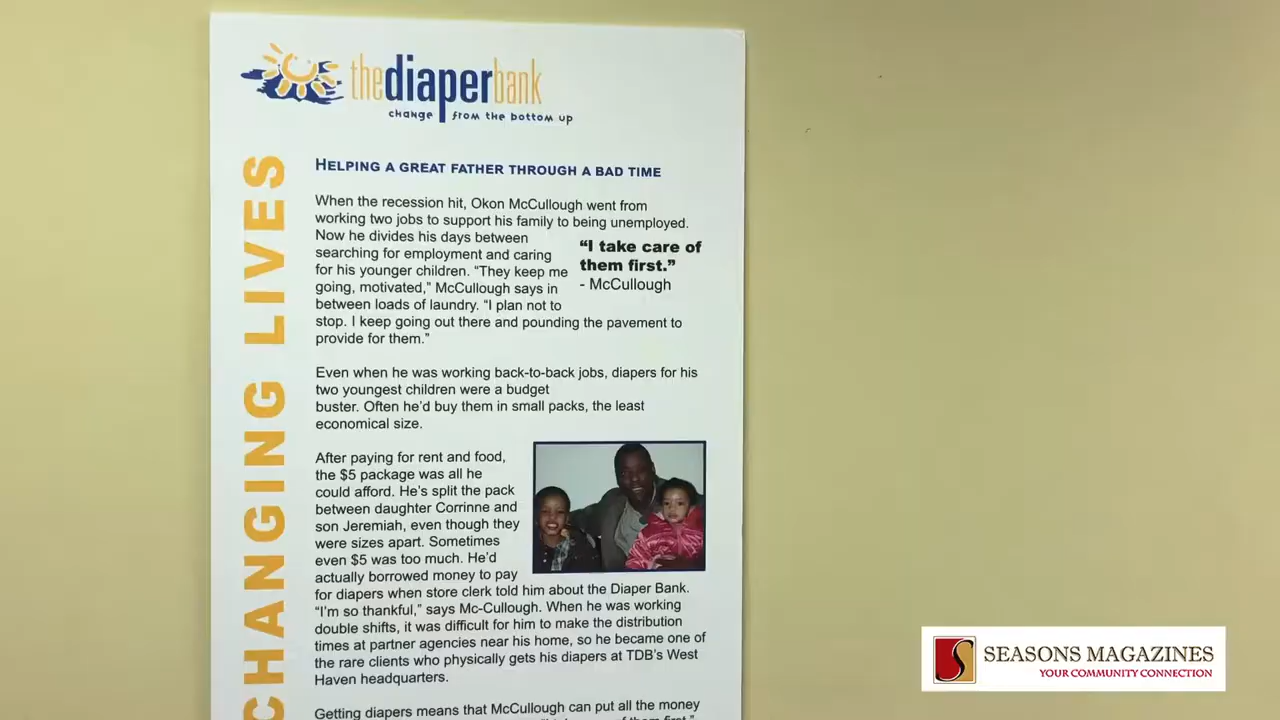 thediaperbank
change from the bottom up
CHANGING LIVES
HELPING A GREAT FATHER THROUGH A BAD TIME
When the recession hit, Okon McCullough went from
working two jobs to support his family to being unemployed.
Now he divides his days between
searching for employment and caring
for his younger children. “They keep me
going, motivated,” McCullough says in
between loads of laundry. “I plan not to
stop. I keep going out there and pounding the pavement to
provide for them.”
“I take care of
them first.”
- McCullough
Even when he was working back-to-back jobs, diapers for his
two youngest children were a budget
buster. Often he’d buy them in small packs, the least
economical size.
After paying for rent and food,
the $5 package was all he
could afford. He’s split the pack
between daughter Corrinne and
son Jeremiah, even though they
were sizes apart. Sometimes
even $5 was too much. He’d
actually borrowed money to pay
for diapers when store clerk told him about the Diaper Bank.
“I’m so thankful,” says Mc-Cullough. When he was working
double shifts, it was difficult for him to make the distribution
times at partner agencies near his home, so he became one of
the rare clients who physically gets his diapers at TDB’s West
Haven headquarters.
Getting diapers means that McCullough can put all the money
SEASONS MAGAZINES
YOUR COMMUNITY CONNECTION